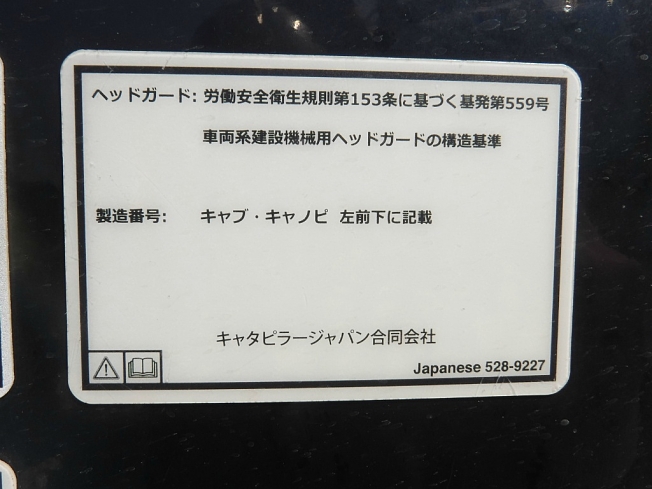 ヘッドガード: 労働安全衛生規則第153条に基づく基発第559号
車両系建設機械用ヘッドガードの構造基準
製造番号: キャブ・キャノピ 左前下に記載
キャタピラージャパン合同会社
Japanese 528-9227